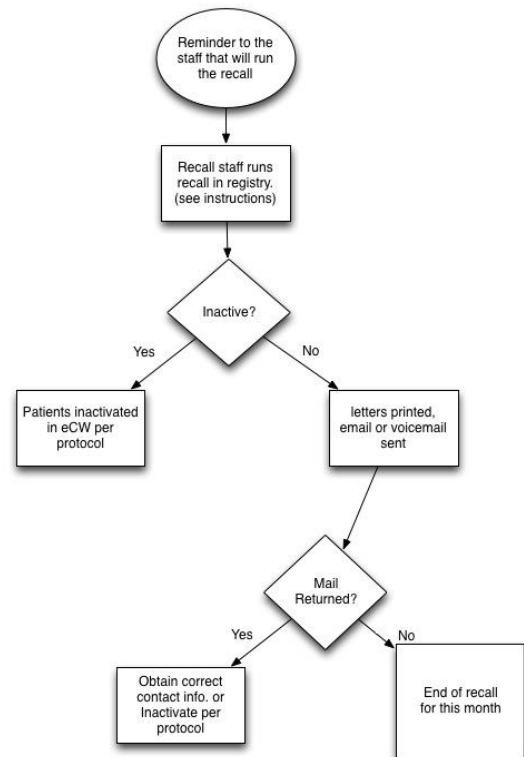 Reminder to the
staff that will run
the recall
Recall staff runs
recall in registry.
(see instructions)
Inactive?
Yes
No
Patients inactivated
in eCW per
protocol
letters printed,
email or voicemail
sent
Mail
Returned?
Yes
No
Obtain correct
contact info. or
Inactivate per
protocol
End of recall
for this month